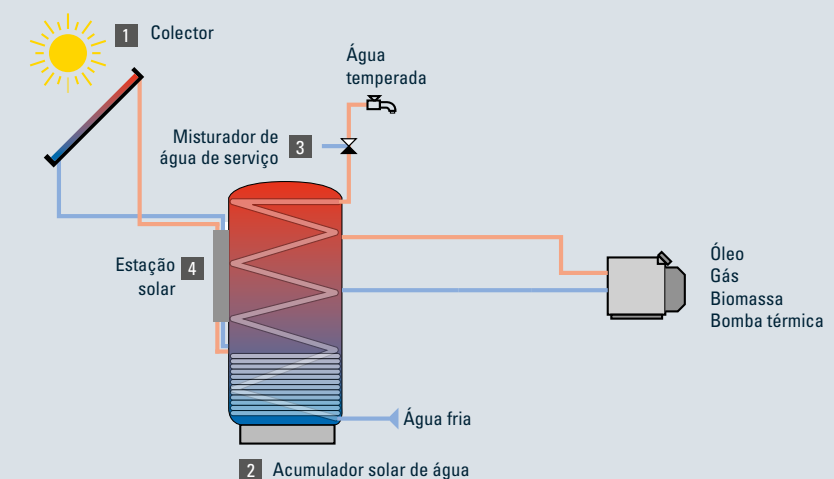 1 Colector
Água
temperada
Misturador de
água de serviço 3
Estação 4
solar
Óleo
Gás
Biomassa
Bomba térmica
Água fria
2 Acumulador solar de água